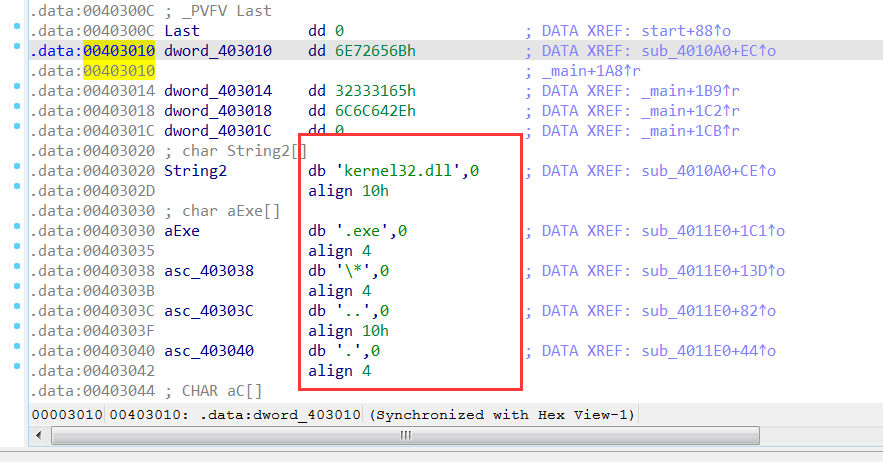 .data:0040300C ; _PVFV Last
.data:0040300C Last dd 0 ; DATA XREF: start+88↑o
.data:00403010 dword_403010 dd 6E72656Bh ; DATA XREF: sub_4010A0+EC↑o
.data:00403010 ; _main+1A8↑r
.data:00403014 dword_403014 dd 32333165h ; DATA XREF: _main+1B9↑r
.data:00403018 dword_403018 dd 6C6C642Eh ; DATA XREF: _main+1C2↑r
.data:0040301C dword_40301C dd 0 ; DATA XREF: _main+1CB↑r
.data:00403020 ; char String2[]
.data:00403020 String2 db 'kernel32.dll',0 ; DATA XREF: sub_4010A0+CE↑o
.data:0040302D align 10h
.data:00403030 ; char aExe[]
.data:00403030 aExe db '.exe',0 ; DATA XREF: sub_4011E0+1C1↑o
.data:00403035 align 4
.data:00403038 asc_403038 db '\*',0 ; DATA XREF: sub_4011E0+13D↑o
.data:0040303B align 4
.data:0040303C asc_40303C db '..',0 ; DATA XREF: sub_4011E0+82↑o
.data:0040303F align 10h
.data:00403040 asc_403040 db '.',0 ; DATA XREF: sub_4011E0+44↑o
.data:00403042 align 4
.data:00403044 ; CHAR aC[]
00003010 00403010: .data:dword_403010 (Synchronized with Hex View-1)